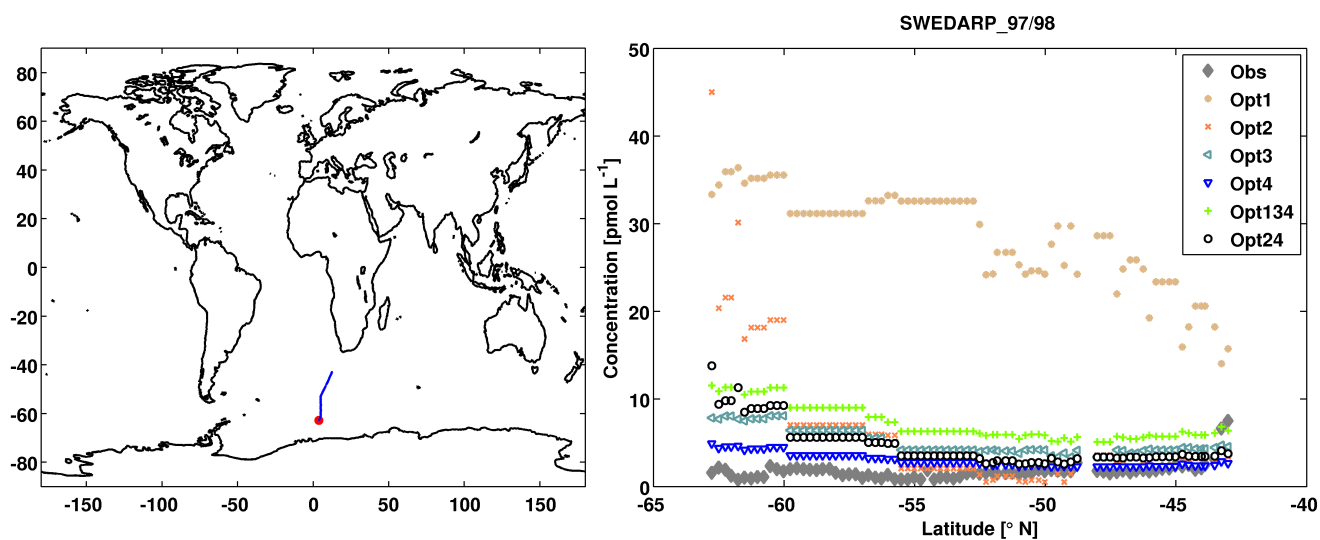 SWEDARP_97/98
80
60
40
20
0
-20
-40
-60
-80
-150
-100
-50
0
50
100
150
Concentration [pmol L-1]
50
40
30
20
10
0
-65
-60
-55
-50
-45
-40
Latitude [° N]
Obs
Opt1
Opt2
Opt3
Opt4
Opt134
Opt24